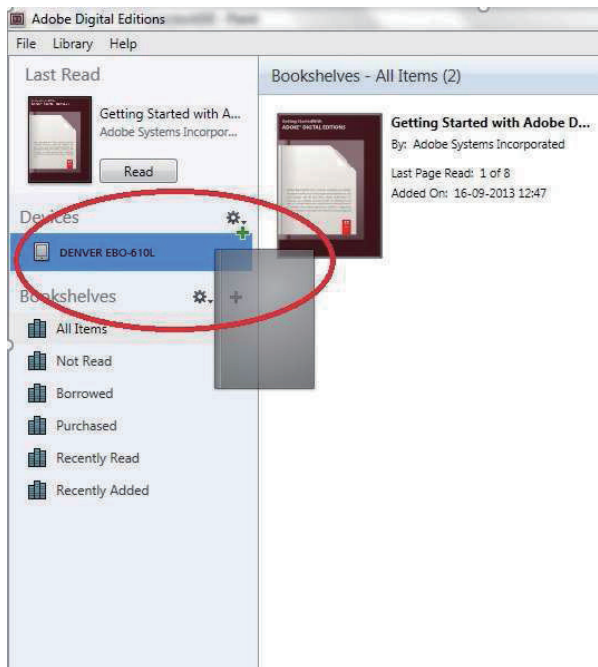 Adobe Digital Editions
File Library Help
Last Read
Getting Started with A...
Adobe Systems Incorpor...
Read
Devices
DENVER EBO-610L
Bookshelves
All Items
Not Read
Borrowed
Purchased
Recently Read
Recently Added
Bookshelves - All Items (2)
Getting Started with Adobe D...
By: Adobe Systems Incorporated
Last Page Read: 1 of 8
Added On: 16-09-2013 12:47